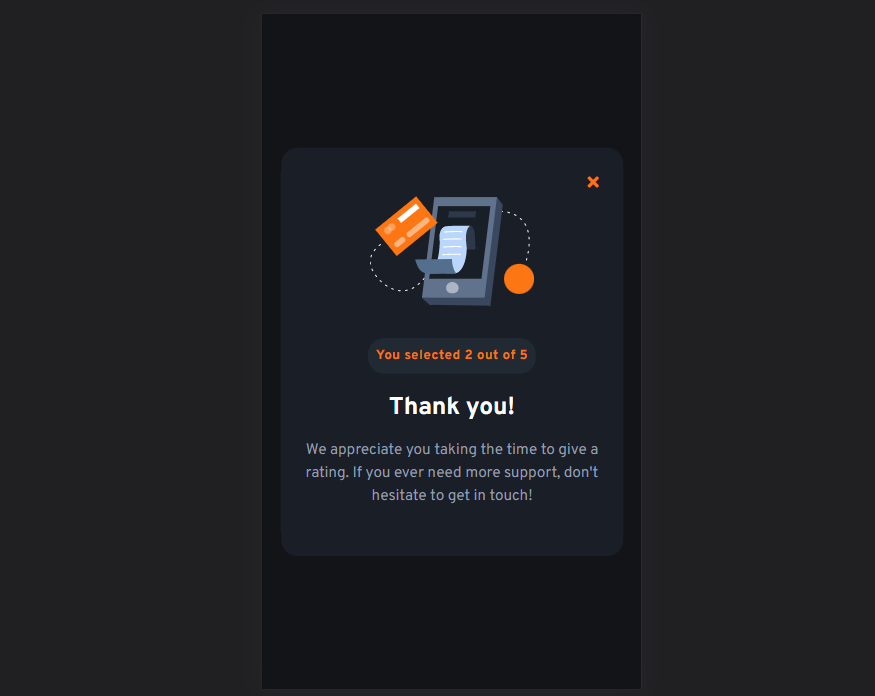 You selected 2 out of 5
Thank you!
We appreciate you taking the time to give a
rating. If you ever need more support, don't
hesitate to get in touch!